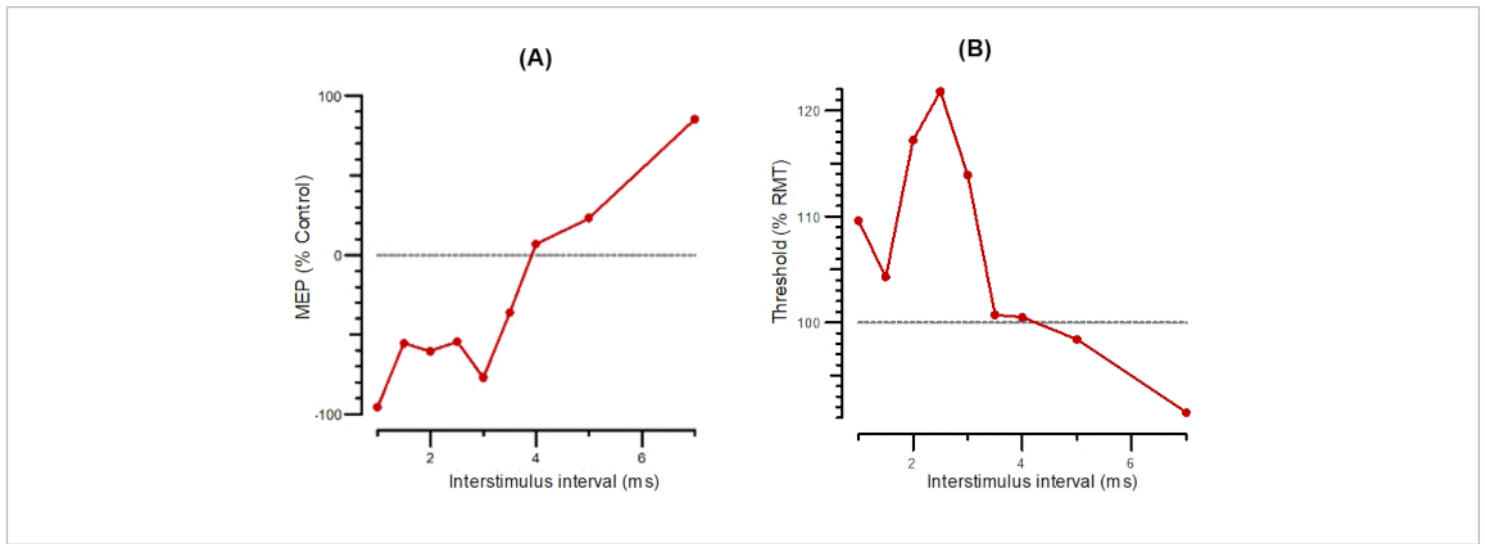 (A)
MEP (% Control)
100
0
-100
2 4 6
Interstimulus interval (ms)
(B)
Threshold (% RMT)
120
110
100
2 4 6
Interstimulus interval (ms)